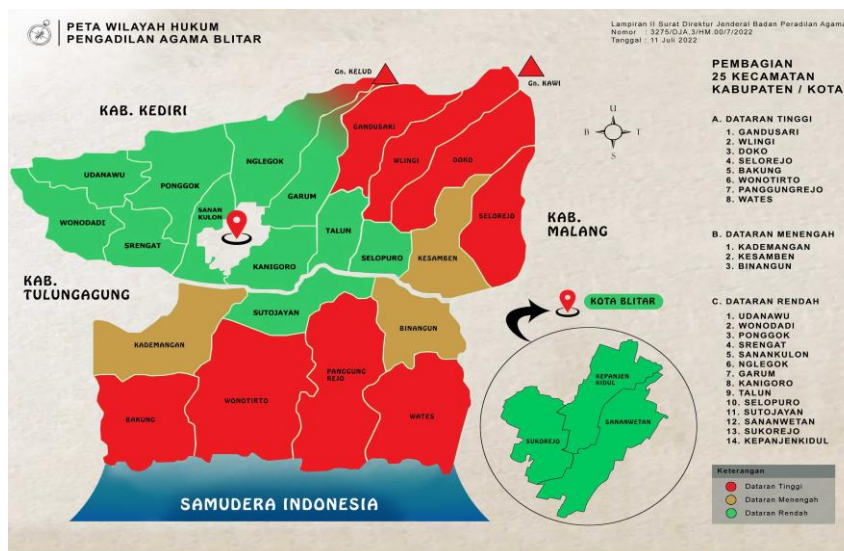 PETA WILAYAH HUKUM
PENGADILAN AGAMA BLITAR
Lampiran II Surat Direktur Jenderal Badan Peradilan Agama
Nomor : 3275/DJA.3/HM.00/7/2022
Tanggal : 11 Juli 2022
PEMBAGIAN
25 KECAMATAN
KABUPATEN / KOTA
A. DATARAN TINGGI
1. GANDUSARI
2. WLINGI
3. DOKO
4. SELOREJO
5. BAKUNG
6. WONOTIRTO
7. PANGGUNGREJO
8. WATES
B. DATARAN MENENGAH
1. KADEMANGAN
2. KESAMBEN
3. BINANGUN
C. DATARAN RENDAH
1. UDANAWU
2. WONODADI
3. PONGGOK
4. SRENGAT
5. SANANKULON
6. NGLEGOK
7. GARUM
8. KANIGORO
9. TALUN
10. SELOPURO
11. SUTOJAYAN
12. SANANWETAN
13. SUKOREJO
14. KEPANJENKIDUL
Keterangan
Dataran Tinggi
Dataran Menengah
Dataran Rendah
Gn. KELUD
Gn. KAWI
KAB. KEDIRI
U
B
T
S
GANDUSARI
WLINGI
DOKO
NGLEGOK
UDANAWU
PONGGOK
GARUM
SANAN
KULON
WONODADI
SRENGAT
TALUN
SELOREJO
KAB.
MALANG
KANIGORO
SELOPURO
KESAMBEN
KAB.
TULUNGAGUNG
SUTOJAYAN
KADEMANGAN
BINANGUN
PANGGUNG
REJO
WONOTIRTO
BAKUNG
WATES
SAMUDERA INDONESIA
KOTA BLITAR
KEPANJEN
KIDUL
SANANWETAN
SUKOREJO